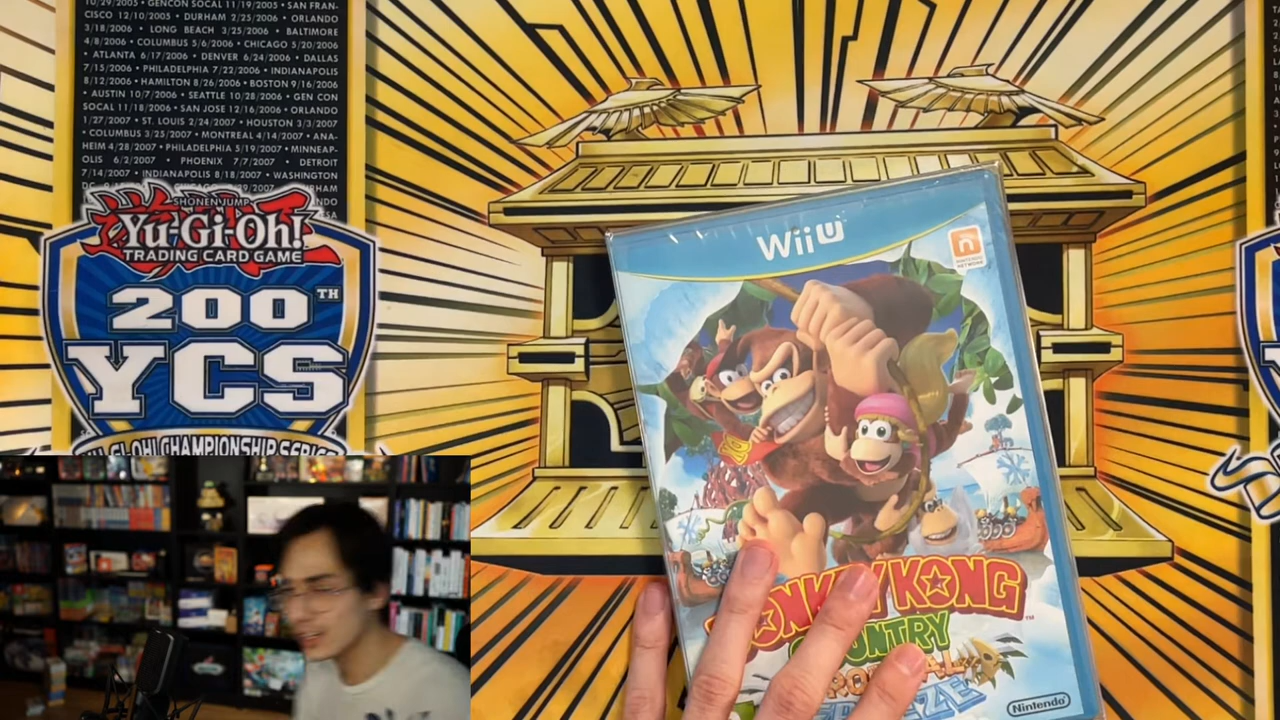 10/29/2005 • GENCON SOCAL 11/19/2005 • SAN FRAN-
CISCO 12/10/2005 • DURHAM 2/25/2006 • ORLANDO
3/18/2006 • LONG BEACH 3/25/2006 • BALTIMORE
4/8/2006 • COLUMBUS 5/6/2006 • CHICAGO 5/20/2006
• ATLANTA 6/17/2006 • DENVER 6/24/2006 • DALLAS
7/15/2006 • PHILADELPHIA 7/22/2006 • INDIANAPOLIS
8/12/2006 • HAMILTON 8/26/2006 • BOSTON 9/16/2006
• AUSTIN 10/7/2006 • SEATTLE 10/28/2006 • GEN CON
SOCAL 11/18/2006 • SAN JOSE 12/16/2006 • ORLANDO
1/27/2007 • ST. LOUIS 2/24/2007 • HOUSTON 3/3/2007
• COLUMBUS 3/25/2007 • MONTREAL 4/14/2007 • ANA-
HEIM 4/28/2007 • PHILADELPHIA 5/19/2007 • MINNEAP-
OLIS 6/2/2007 • PHOENIX 7/7/2007 • DETROIT
7/14/2007 • INDIANAPOLIS 8/18/2007 • WASHINGTON
SHONEN JUMP
Yu-Gi-Oh!
TRADING CARD GAME
200TH
YCS
YU-GI-OH! CHAMPIONSHIP SERIES
Wii U
NINTENDO
NETWORK
DONKEY KONG
COUNTRY
TROPICAL
FREEZE
Nintendo